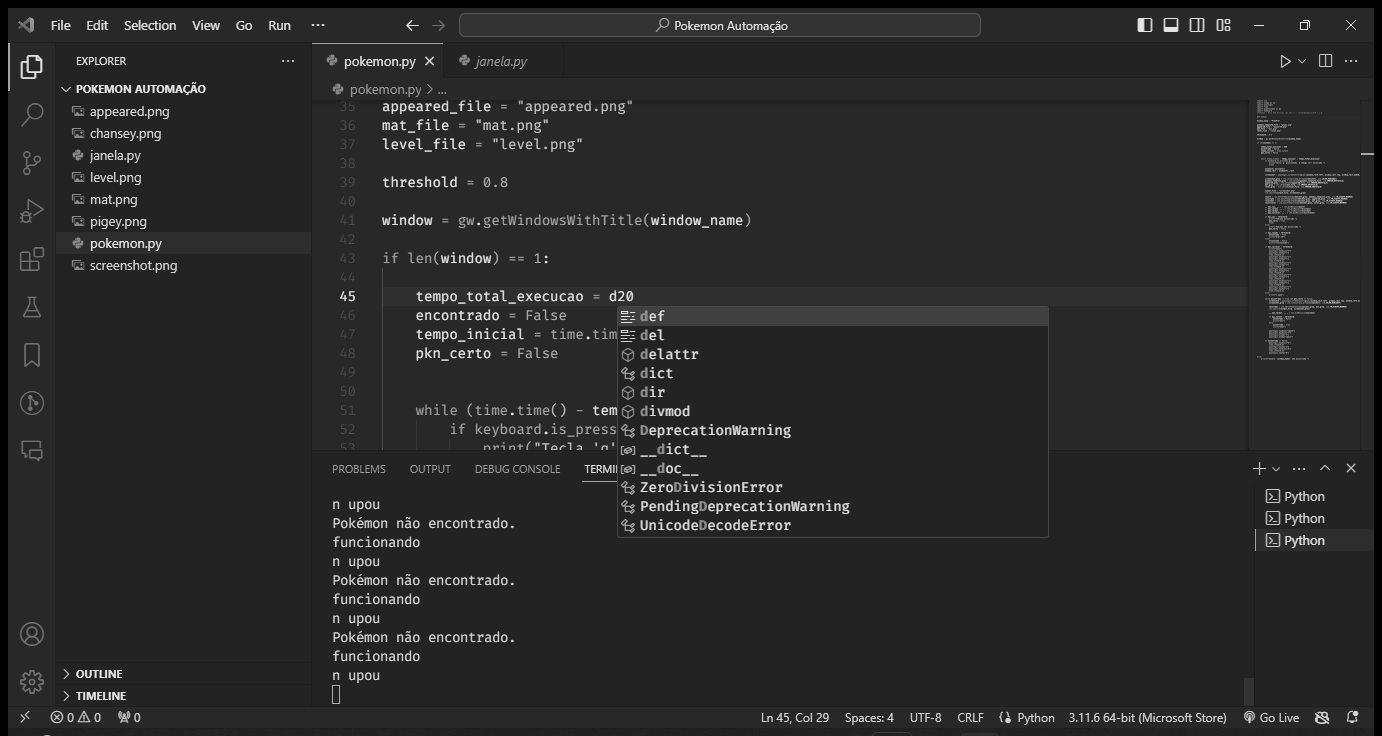 File Edit Selection View Go Run ···
Pokemon Automação
EXPLORER
POKEMON AUTOMAÇÃO
appeared.png
chansey.png
janela.py
level.png
mat.png
pigey.png
pokemon.py
screenshot.png
OUTLINE
TIMELINE
pokemon.py janela.py
pokemon.py > ...
35 appeared_file = "appeared.png"
36 mat_file = "mat.png"
37 level_file = "level.png"
38
39 threshold = 0.8
40
41 window = gw.getWindowsWithTitle(window_name)
42
43 if len(window) == 1:
44
45 tempo_total_execucao = d20
46 encontrado = False
47 tempo_inicial = time.tim
48 pkn_certo = False
49
50
51 while (time.time() - tem
52 if keyboard.is_press
53 print("Tecla 'q'
def
del
delattr
dict
dir
divmod
DeprecationWarning
__dict__
__doc__
ZeroDivisionError
PendingDeprecationWarning
UnicodeDecodeError
PROBLEMS OUTPUT DEBUG CONSOLE TERMI
n upou
Pokémon não encontrado.
funcionando
n upou
Pokémon não encontrado.
funcionando
n upou
Pokémon não encontrado.
funcionando
n upou
Python
Python
Python
0 0 0 Ln 45, Col 29 Spaces: 4 UTF-8 CRLF Python 3.11.6 64-bit (Microsoft Store) Go Live